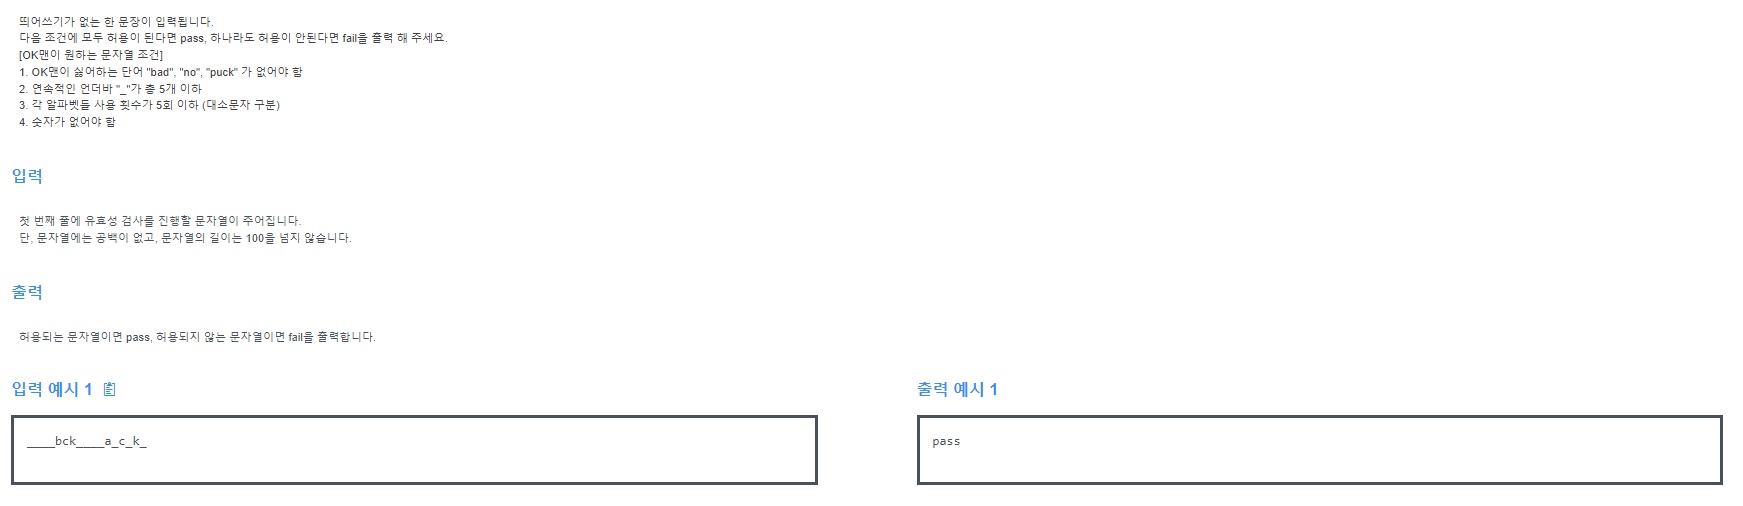 띄어쓰기가 없는 한 문장이 입력됩니다.
다음 조건에 모두 허용이 된다면 pass, 하나라도 허용이 안된다면 fail을 출력 해 주세요.
[OK맨이 원하는 문자열 조건]
1. OK맨이 싫어하는 단어 "bad", "no", "puck" 가 없어야 함
2. 연속적인 언더바 "_"가 총 5개 이하
3. 각 알파벳들 사용 횟수가 5회 이하 (대소문자 구분)
4. 숫자가 없어야 함
입력
첫 번째 줄에 유효성 검사를 진행할 문자열이 주어집니다.
단, 문자열에는 공백이 없고, 문자열의 길이는 100을 넘지 않습니다.
출력
허용되는 문자열이면 pass, 허용되지 않는 문자열이면 fail을 출력합니다.
입력 예시 1
출력 예시 1
____bck____a_c_k_
pass